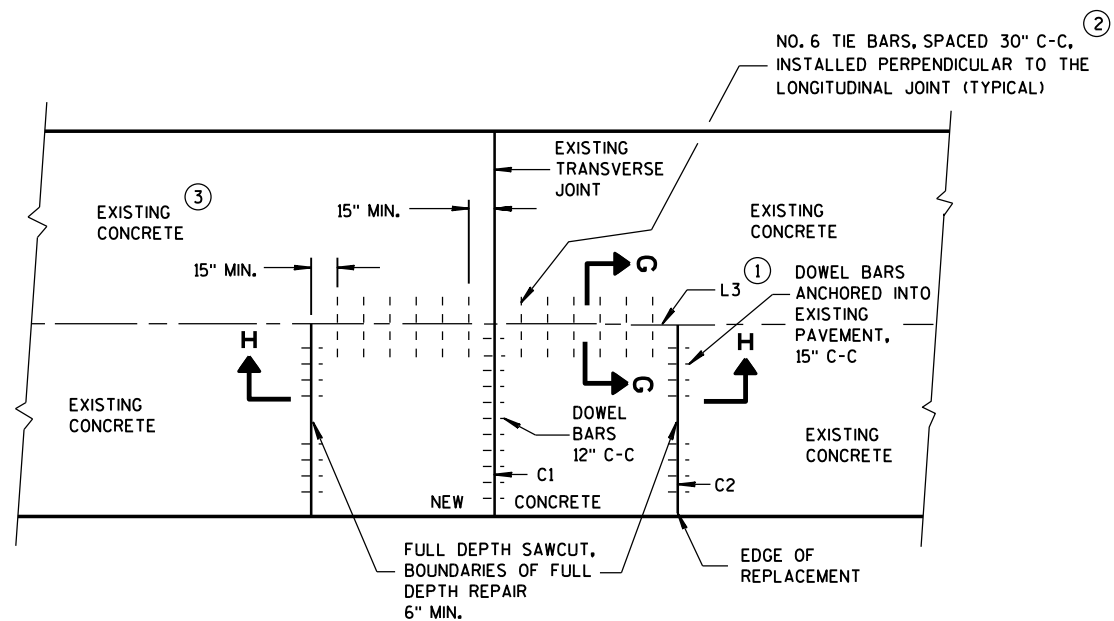 2
NO. 6 TIE BARS, SPACED 30" C-C,
INSTALLED PERPENDICULAR TO THE
LONGITUDINAL JOINT (TYPICAL)
EXISTING
TRANSVERSE
JOINT
3
EXISTING
CONCRETE
15" MIN.
EXISTING
CONCRETE
15" MIN.
G
1
DOWEL BARS
ANCHORED INTO
EXISTING
PAVEMENT,
15" C-C
L3
H
H
G
EXISTING
CONCRETE
DOWEL
BARS
12" C-C
EXISTING
CONCRETE
C1
C2
NEW CONCRETE
FULL DEPTH SAWCUT,
BOUNDARIES OF FULL
DEPTH REPAIR
6" MIN.
EDGE OF
REPLACEMENT